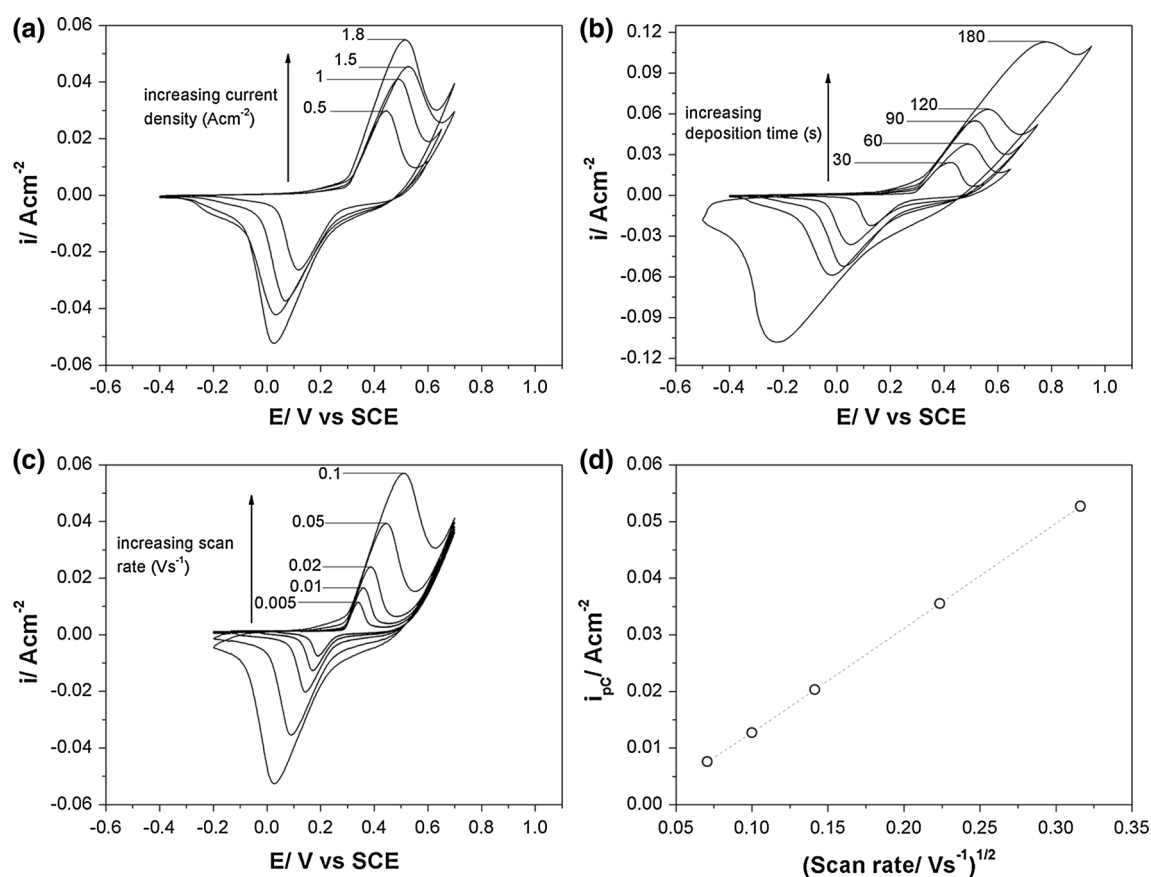 (a)
0.06
0.04
0.02
0.00
-0.02
-0.04
-0.06
i/ Acm-2
1.8
1.5
1
0.5
increasing current
density (Acm-2)
-0.6 -0.4 -0.2 0.0 0.2 0.4 0.6 0.8 1.0
E/ V vs SCE
(b)
0.12
0.09
0.06
0.03
0.00
-0.03
-0.06
-0.09
-0.12
i/ Acm-2
180
120
90
60
30
increasing
deposition time (s)
-0.6 -0.4 -0.2 0.0 0.2 0.4 0.6 0.8 1.0
E/ V vs SCE
(c)
0.06
0.04
0.02
0.00
-0.02
-0.04
-0.06
i/ Acm-2
0.1
0.05
0.02
0.01
0.005
increasing scan
rate (Vs-1)
-0.6 -0.4 -0.2 0.0 0.2 0.4 0.6 0.8 1.0
E/ V vs SCE
(d)
0.06
0.05
0.04
0.03
0.02
0.01
0.00
ipC/ Acm-2
0.05 0.10 0.15 0.20 0.25 0.30 0.35
(Scan rate/ Vs-1)1/2